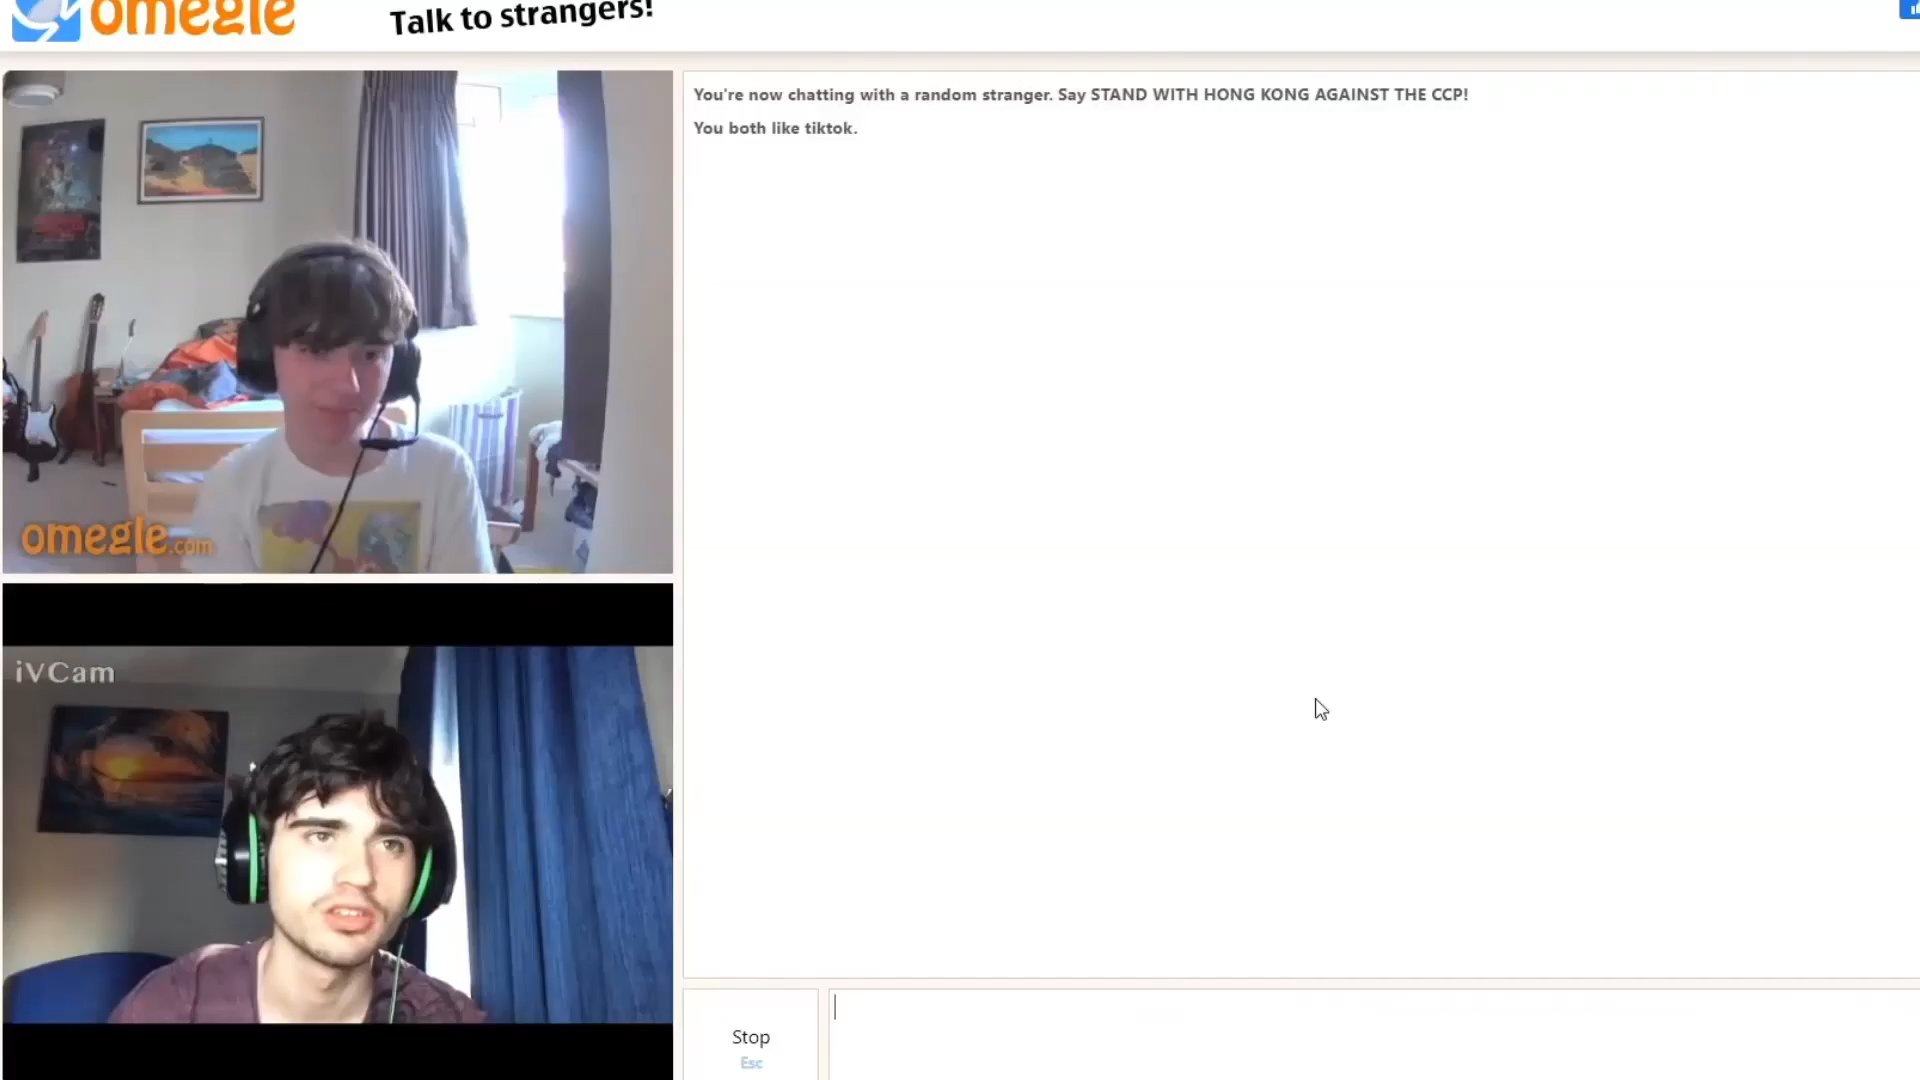 omegle
Talk to strangers!
You're now chatting with a random stranger. Say STAND WITH HONG KONG AGAINST THE CCP!
You both like tiktok.
omegle.com
iVCam
Stop
Esc